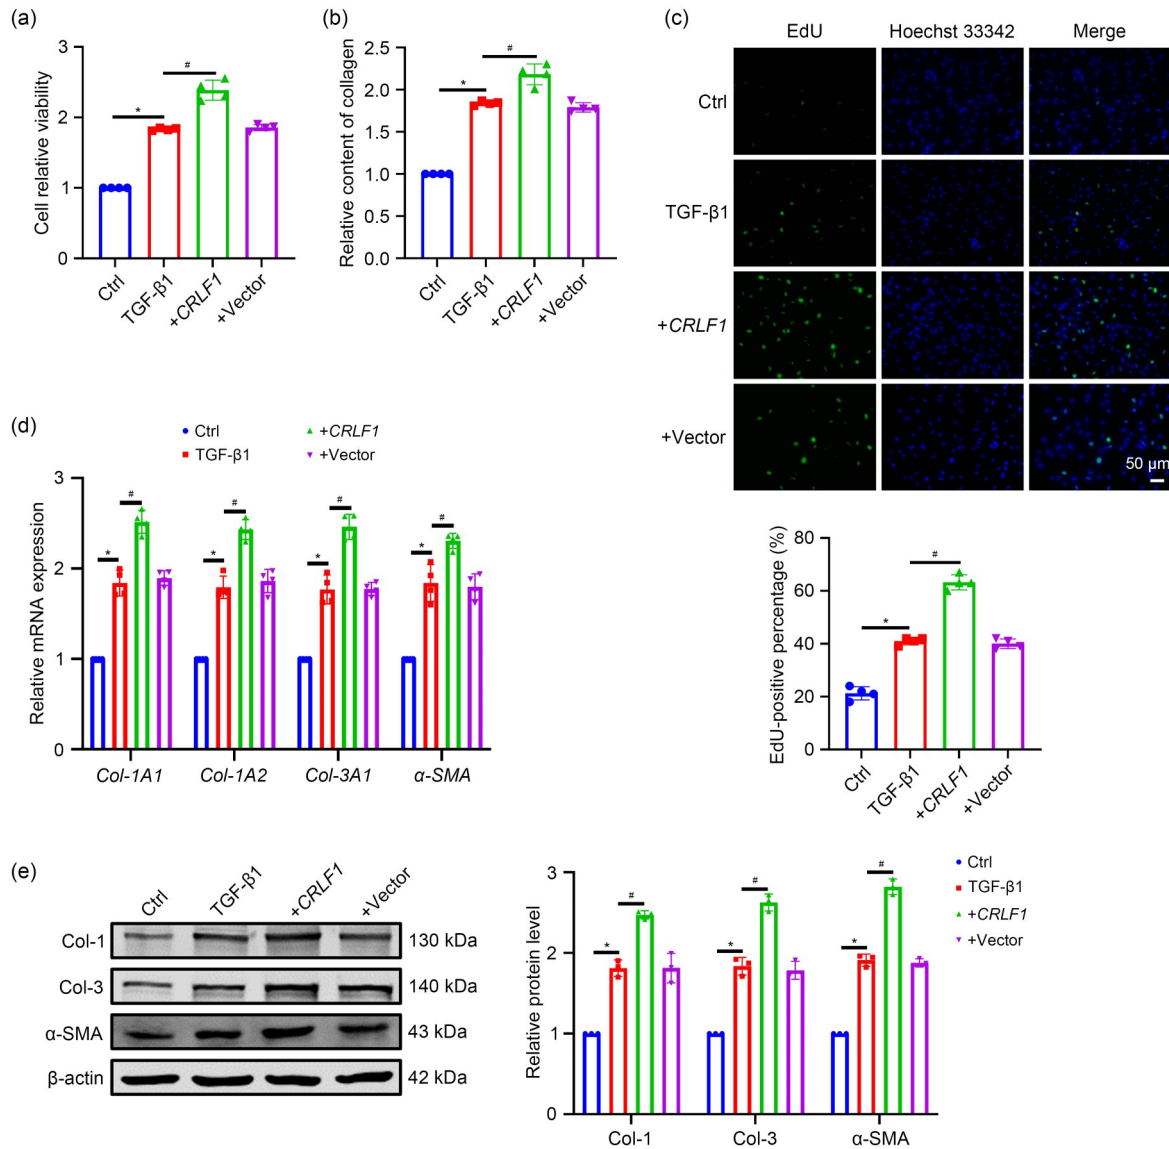 (a)
3
2
1
0
Cell relative viability
*
#
Ctrl
TGF-β1
+CRLF1
+Vector
(b)
2.5
2.0
1.5
1.0
0.5
0.0
Relative content of collagen
*
#
Ctrl
TGF-β1
+CRLF1
+Vector
(c)
EdU Hoechst 33342 Merge
Ctrl
TGF-β1
+CRLF1
+Vector
50 μm
80
60
40
20
0
EdU-positive percentage (%)
*
#
Ctrl
TGF-β1
+CRLF1
+Vector
(d)
Ctrl
+CRLF1
TGF-β1
+Vector
3
2
1
0
Relative mRNA expression
* # * # * # * #
Col-1A1 Col-1A2 Col-3A1 α-SMA
(e)
Ctrl TGF-β1 +CRLF1 +Vector
Col-1 130 kDa
Col-3 140 kDa
α-SMA 43 kDa
β-actin 42 kDa
3
2
1
0
Relative protein level
* # * # * #
Col-1 Col-3 α-SMA
Ctrl
TGF-β1
+CRLF1
+Vector